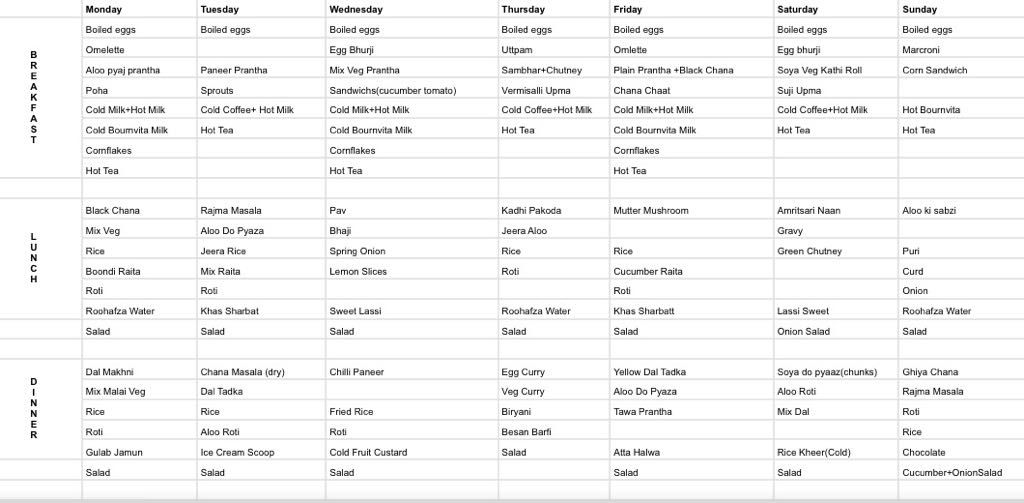 Monday Tuesday Wednesday Thursday Friday Saturday Sunday
BREAKFAST
Boiled eggs Boiled eggs Boiled eggs Boiled eggs Boiled eggs Boiled eggs Boiled eggs
Omelette Egg Bhurji Uttpam Omlette Egg bhurji Marcroni
Aloo pyaj prantha Paneer Prantha Mix Veg Prantha Sambhar+Chutney Plain Prantha +Black Chana Soya Veg Kathi Roll Corn Sandwich
Poha Sprouts Sandwichs(cucumber tomato) Vermisalli Upma Chana Chaat Suji Upma
Cold Milk+Hot Milk Cold Coffee+ Hot Milk Cold Milk+Hot Milk Cold Coffee+Hot Milk Cold Milk+Hot Milk Cold Coffee+Hot Milk Hot Bournvita
Cold Bournvita Milk Hot Tea Cold Bournvita Milk Hot Tea Cold Bournvita Milk Hot Tea Hot Tea
Cornflakes Cornflakes Cornflakes
Hot Tea Hot Tea Hot Tea
LUNCH
Black Chana Rajma Masala Pav Kadhi Pakoda Mutter Mushroom Amritsari Naan Aloo ki sabzi
Mix Veg Aloo Do Pyaza Bhaji Jeera Aloo Gravy
Rice Jeera Rice Spring Onion Rice Rice Green Chutney Puri
Boondi Raita Mix Raita Lemon Slices Roti Cucumber Raita Curd
Roti Roti Roti Onion
Roohafza Water Khas Sharbat Sweet Lassi Roohafza Water Khas Sharbatt Lassi Sweet Roohafza Water
Salad Salad Salad Salad Salad Onion Salad Salad
DINNER
Dal Makhni Chana Masala (dry) Chilli Paneer Egg Curry Yellow Dal Tadka Soya do pyaaz(chunks) Ghiya Chana
Mix Malai Veg Dal Tadka Veg Curry Aloo Do Pyaza Aloo Roti Rajma Masala
Rice Rice Fried Rice Biryani Tawa Prantha Mix Dal Roti
Roti Aloo Roti Roti Besan Barfi Rice
Gulab Jamun Ice Cream Scoop Cold Fruit Custard Salad Atta Halwa Rice Kheer(Cold) Chocolate
Salad Salad Salad Salad Salad Cucumber+OnionSalad